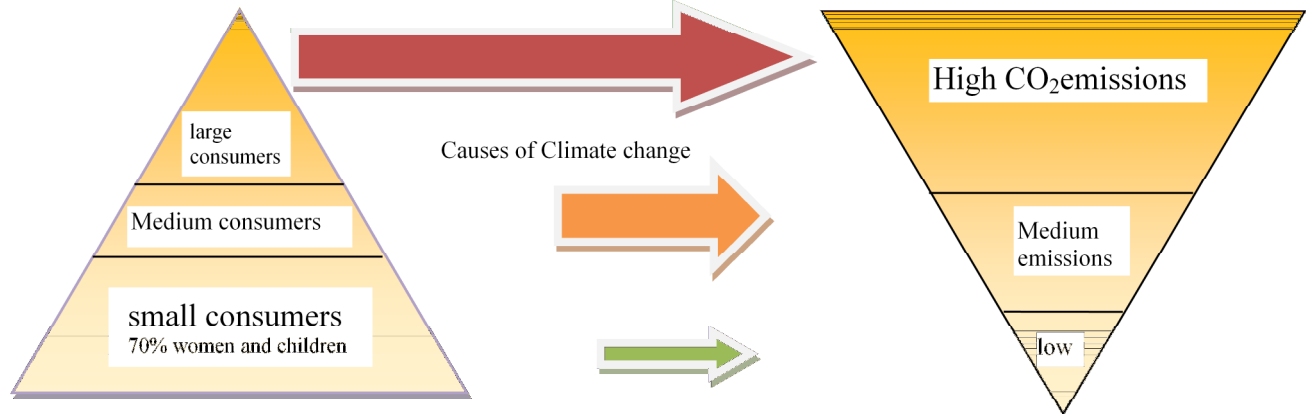 large
consumers
Medium consumers
small consumers
70% women and children
Causes of Climate change
High CO₂emissions
Medium
emissions
low